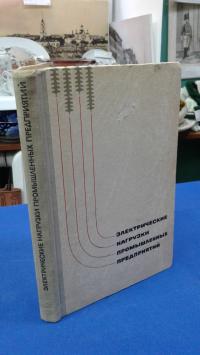 ЭЛЕКТРИЧЕСКИЕ НАГРУЗКИ ПРОМЫШЛЕННЫХ ПРЕДПРИЯТИЙ
ЭЛЕКТРИЧЕСКИЕ
НАГРУЗКИ
ПРОМЫШЛЕННЫХ
ПРЕДПРИЯТИЙ